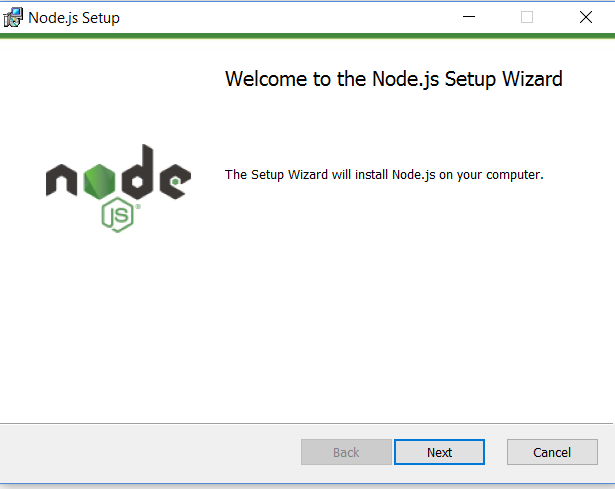 Node.js Setup
Welcome to the Node.js Setup Wizard
node
JS®
The Setup Wizard will install Node.js on your computer.
Back
Next
Cancel